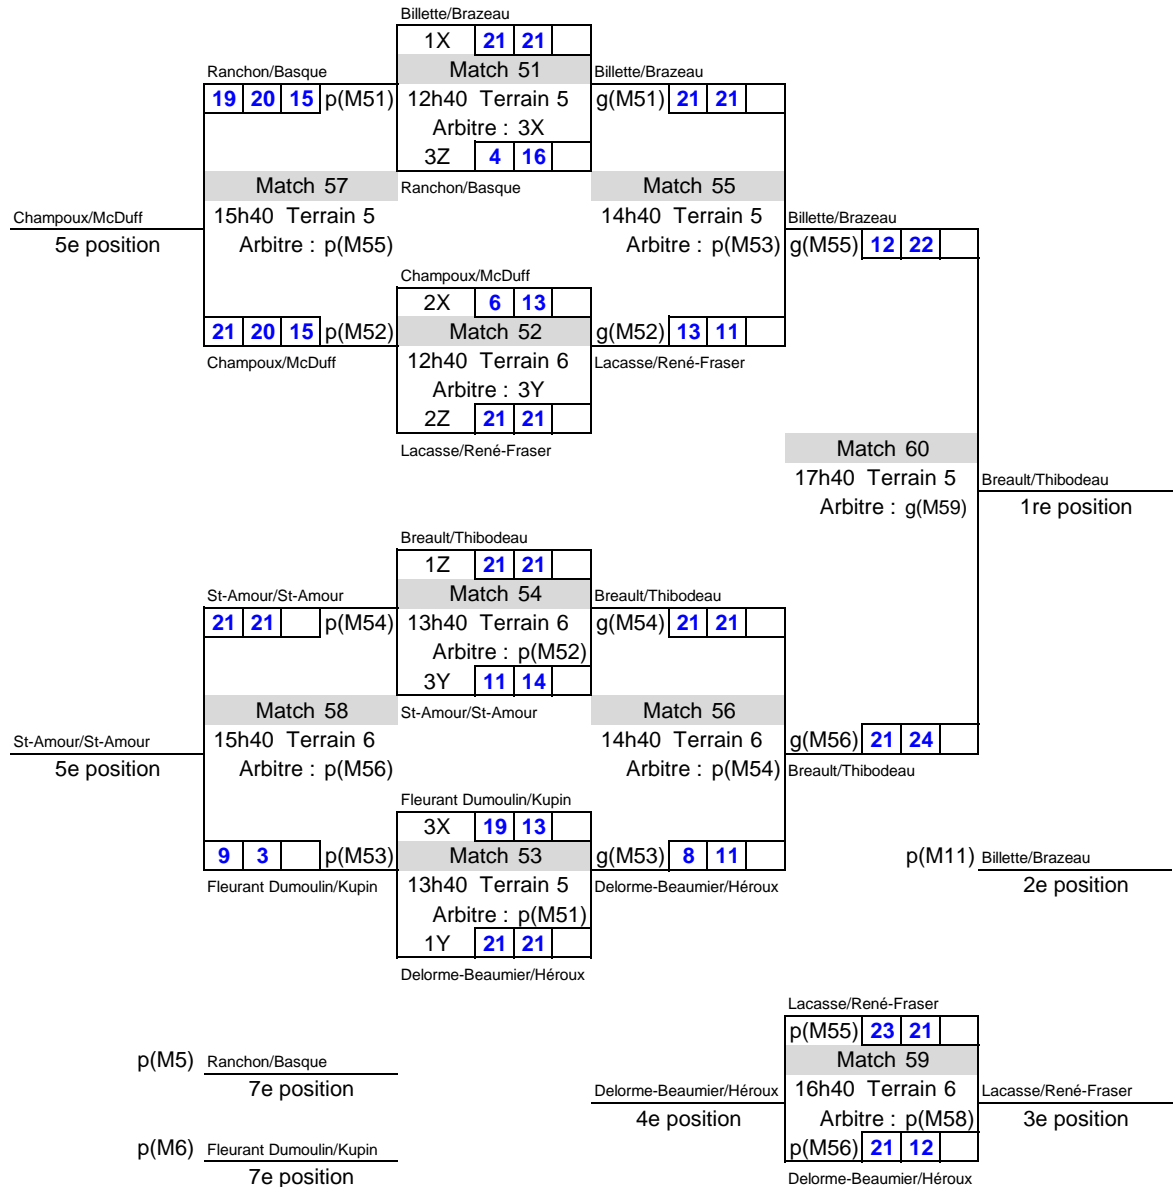 Billette/Brazeau
1X 21 21
Ranchon/Basque Match 51 Billette/Brazeau
19 20 15 p(M51) 12h40 Terrain 5 g(M51) 21 21
Arbitre : 3X
3Z 4 16
Match 57 Ranchon/Basque Match 55
Champoux/McDuff 15h40 Terrain 5 14h40 Terrain 5 Billette/Brazeau
5e position Arbitre : p(M55) Arbitre : p(M53) g(M55) 12 22
Champoux/McDuff
2X 6 13
21 20 15 p(M52) Match 52 g(M52) 13 11
Champoux/McDuff 12h40 Terrain 6 Lacasse/René-Fraser
Arbitre : 3Y
2Z 21 21
Lacasse/René-Fraser Match 60
17h40 Terrain 5 Breault/Thibodeau
Arbitre : g(M59) 1re position
Breault/Thibodeau
1Z 21 21
St-Amour/St-Amour Match 54 Breault/Thibodeau
21 21 p(M54) 13h40 Terrain 6 g(M54) 21 21
Arbitre : p(M52)
3Y 11 14
Match 58 St-Amour/St-Amour Match 56
St-Amour/St-Amour 15h40 Terrain 6 14h40 Terrain 6 g(M56) 21 24
5e position Arbitre : p(M56) Arbitre : p(M54) Breault/Thibodeau
Fleurant Dumoulin/Kupin
3X 19 13
9 3 p(M53) Match 53 g(M53) 8 11 p(M11) Billette/Brazeau
Fleurant Dumoulin/Kupin 13h40 Terrain 5 Delorme-Beaumier/Héroux 2e position
Arbitre : p(M51)
1Y 21 21
Delorme-Beaumier/Héroux
Lacasse/René-Fraser
p(M55) 23 21
p(M5) Ranchon/Basque Match 59
7e position Delorme-Beaumier/Héroux 16h40 Terrain 6 Lacasse/René-Fraser
4e position Arbitre : p(M58) 3e position
p(M6) Fleurant Dumoulin/Kupin p(M56) 21 12
7e position Delorme-Beaumier/Héroux